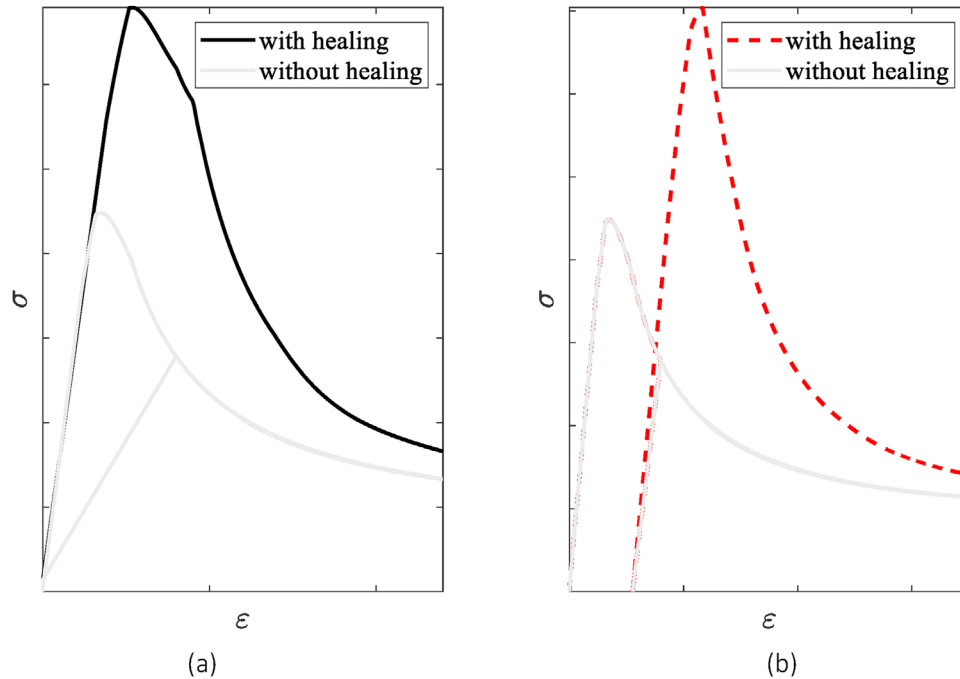 with healing
without healing
σ
ε
(a)
with healing
without healing
σ
ε
(b)